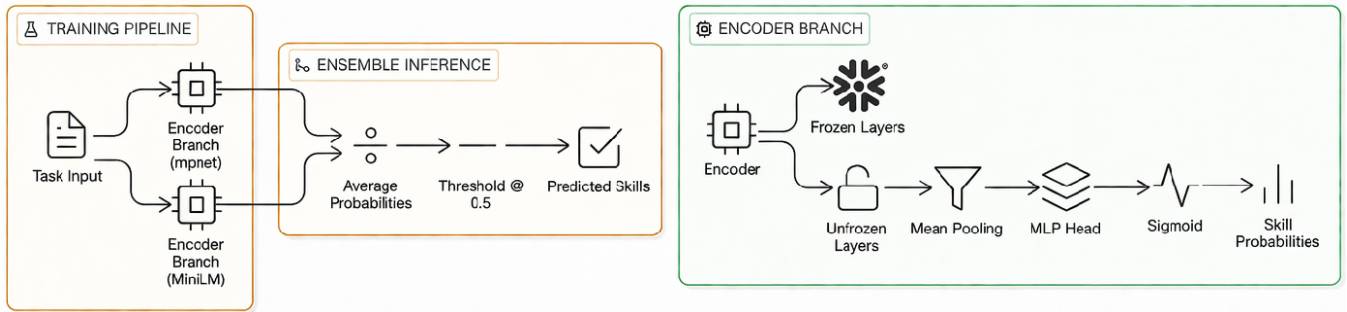 TRAINING PIPELINE
Task Input
Encoder
Branch
(mpnet)
Encoder
Branch
(MiniLM)
ENSEMBLE INFERENCE
Average
Probabilities
Threshold @
0.5
Predicted Skills
ENCODER BRANCH
Encoder
®
Frozen Layers
Unfrozen
Layers
Mean Pooling
MLP Head
Sigmoid
Skill
Probabilities